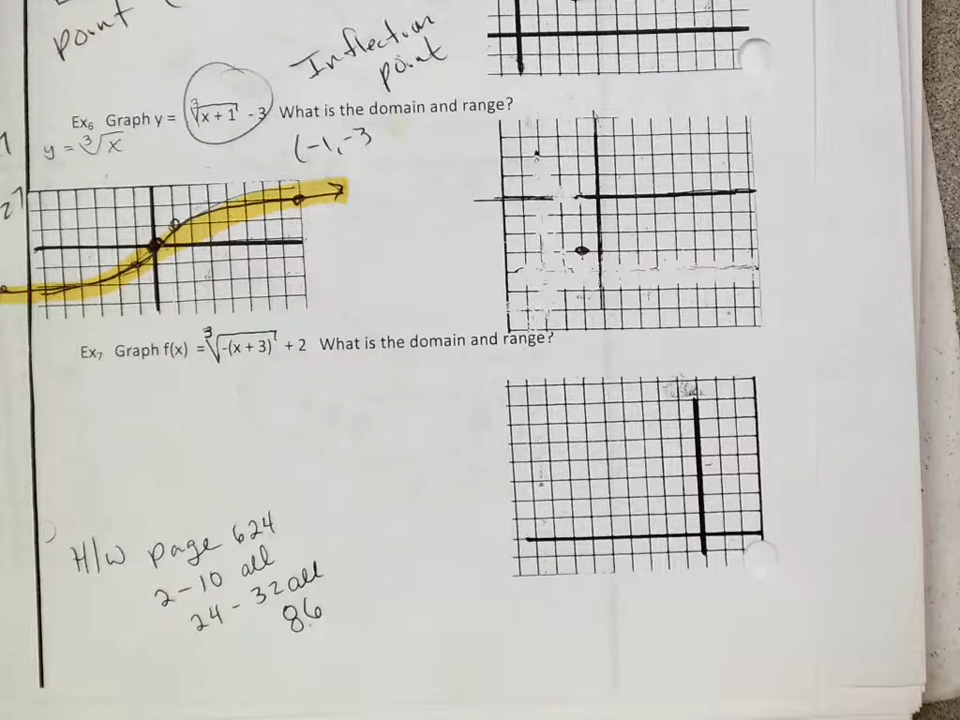 point (
Inflection
point
Ex6 Graph y = ∛x + 1 - 3 What is the domain and range?
y = ∛x
(-1, -3
Ex7 Graph f(x) = ∛-(x + 3) + 2 What is the domain and range?
H/W page 624
2-10 all
24-32 all
86